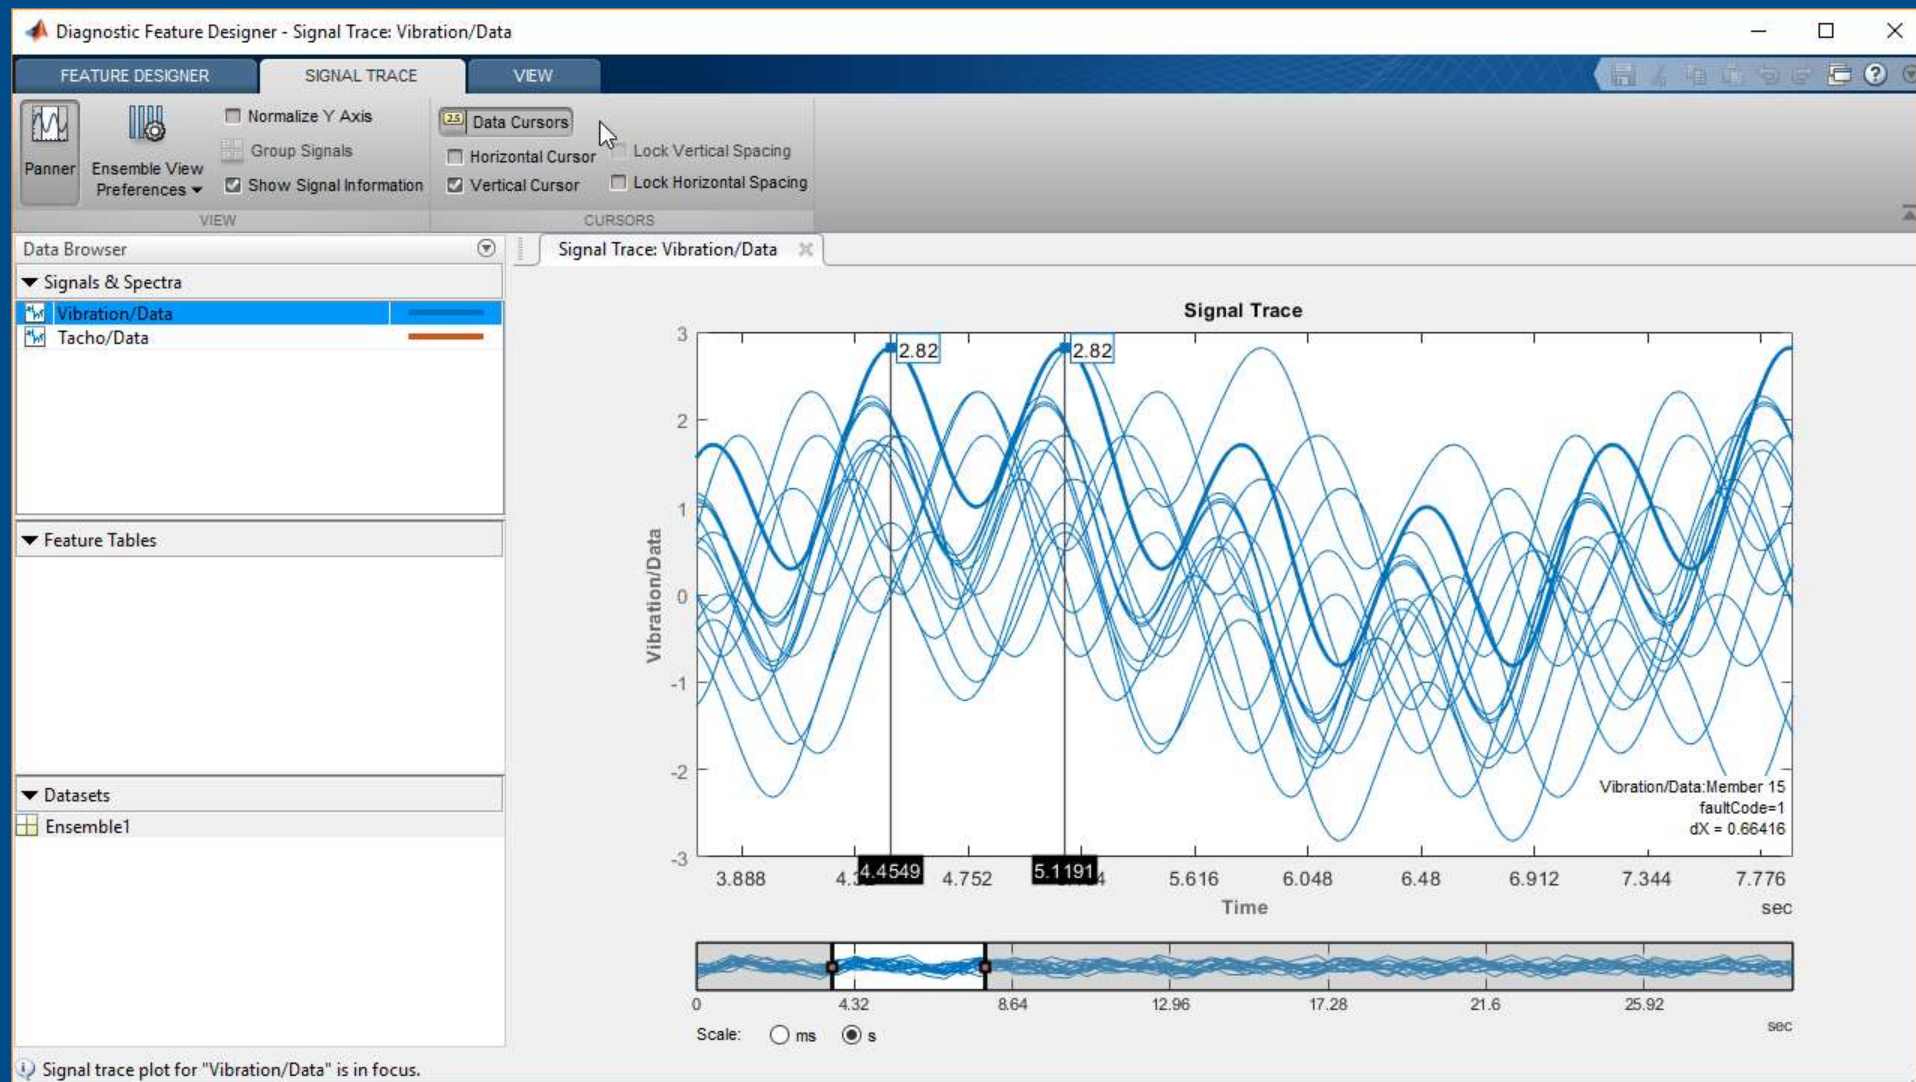 Diagnostic Feature Designer - Signal Trace: Vibration/Data
FEATURE DESIGNER
SIGNAL TRACE
VIEW
Panner
Ensemble View
Preferences
Normalize Y Axis
Group Signals
Show Signal Information
VIEW
2.5 Data Cursors
Horizontal Cursor
Vertical Cursor
Lock Vertical Spacing
Lock Horizontal Spacing
CURSORS
Data Browser
Signals & Spectra
Vibration/Data
Tacho/Data
Feature Tables
Datasets
Ensemble1
Signal Trace: Vibration/Data
Signal Trace
2.82
2.82
3
2
1
0
-1
-2
-3
Vibration/Data
Vibration/Data:Member 15
faultCode=1
dX = 0.66416
3.888 4.4549 4.752 5.1191 5.616 6.048 6.48 6.912 7.344 7.776
Time
sec
0 4.32 8.64 12.96 17.28 21.6 25.92
sec
Scale: ms s
Signal trace plot for "Vibration/Data" is in focus.